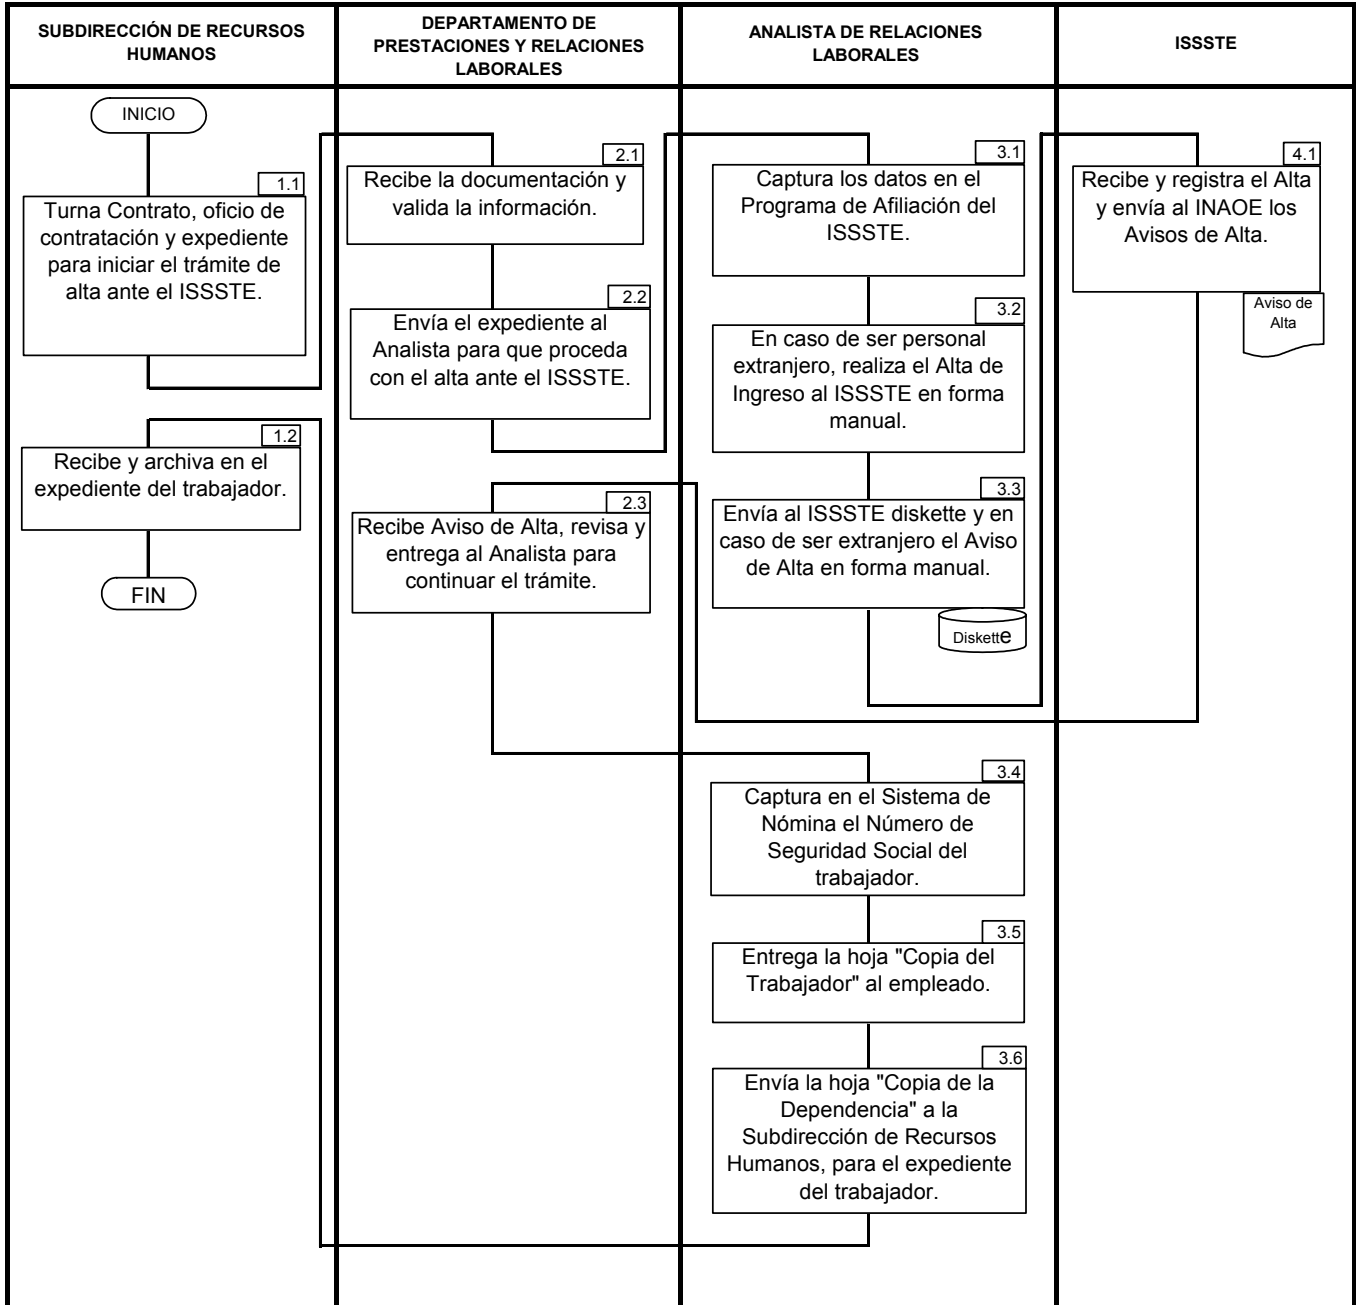 SUBDIRECCIÓN DE RECURSOS
HUMANOS
DEPARTAMENTO DE
PRESTACIONES Y RELACIONES
LABORALES
ANALISTA DE RELACIONES
LABORALES
ISSSTE
INICIO
1.1
Turna Contrato, oficio de
contratación y expediente
para iniciar el trámite de
alta ante el ISSSTE.
1.2
Recibe y archiva en el
expediente del trabajador.
FIN
2.1
Recibe la documentación y
valida la información.
2.2
Envía el expediente al
Analista para que proceda
con el alta ante el ISSSTE.
2.3
Recibe Aviso de Alta, revisa y
entrega al Analista para
continuar el trámite.
3.1
Captura los datos en el
Programa de Afiliación del
ISSSTE.
3.2
En caso de ser personal
extranjero, realiza el Alta de
Ingreso al ISSSTE en forma
manual.
3.3
Envía al ISSSTE diskette y en
caso de ser extranjero el Aviso
de Alta en forma manual.
Diskette
3.4
Captura en el Sistema de
Nómina el Número de
Seguridad Social del
trabajador.
3.5
Entrega la hoja "Copia del
Trabajador" al empleado.
3.6
Envía la hoja "Copia de la
Dependencia" a la
Subdirección de Recursos
Humanos, para el expediente
del trabajador.
4.1
Recibe y registra el Alta
y envía al INAOE los
Avisos de Alta.
Aviso de
Alta